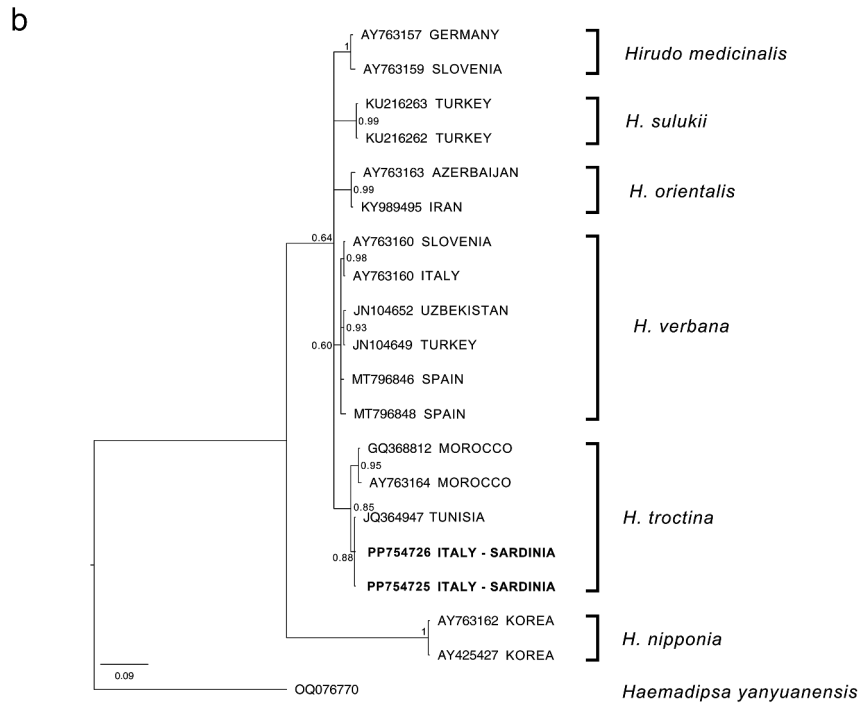 b
AY763157 GERMANY
1
AY763159 SLOVENIA
Hirudo medicinalis
KU216263 TURKEY
0.99
KU216262 TURKEY
H. sulukii
AY763163 AZERBAIJAN
0.99
KY989495 IRAN
H. orientalis
0.64
AY763160 SLOVENIA
0.98
AY763160 ITALY
JN104652 UZBEKISTAN
0.93
JN104649 TURKEY
0.60
MT796846 SPAIN
MT796848 SPAIN
H. verbana
GQ368812 MOROCCO
0.95
AY763164 MOROCCO
0.85
JQ364947 TUNISIA
0.88
PP754726 ITALY - SARDINIA
PP754725 ITALY - SARDINIA
H. troctina
AY763162 KOREA
1
AY425427 KOREA
H. nipponia
0.09
OQ076770
Haemadipsa yanyuanensis